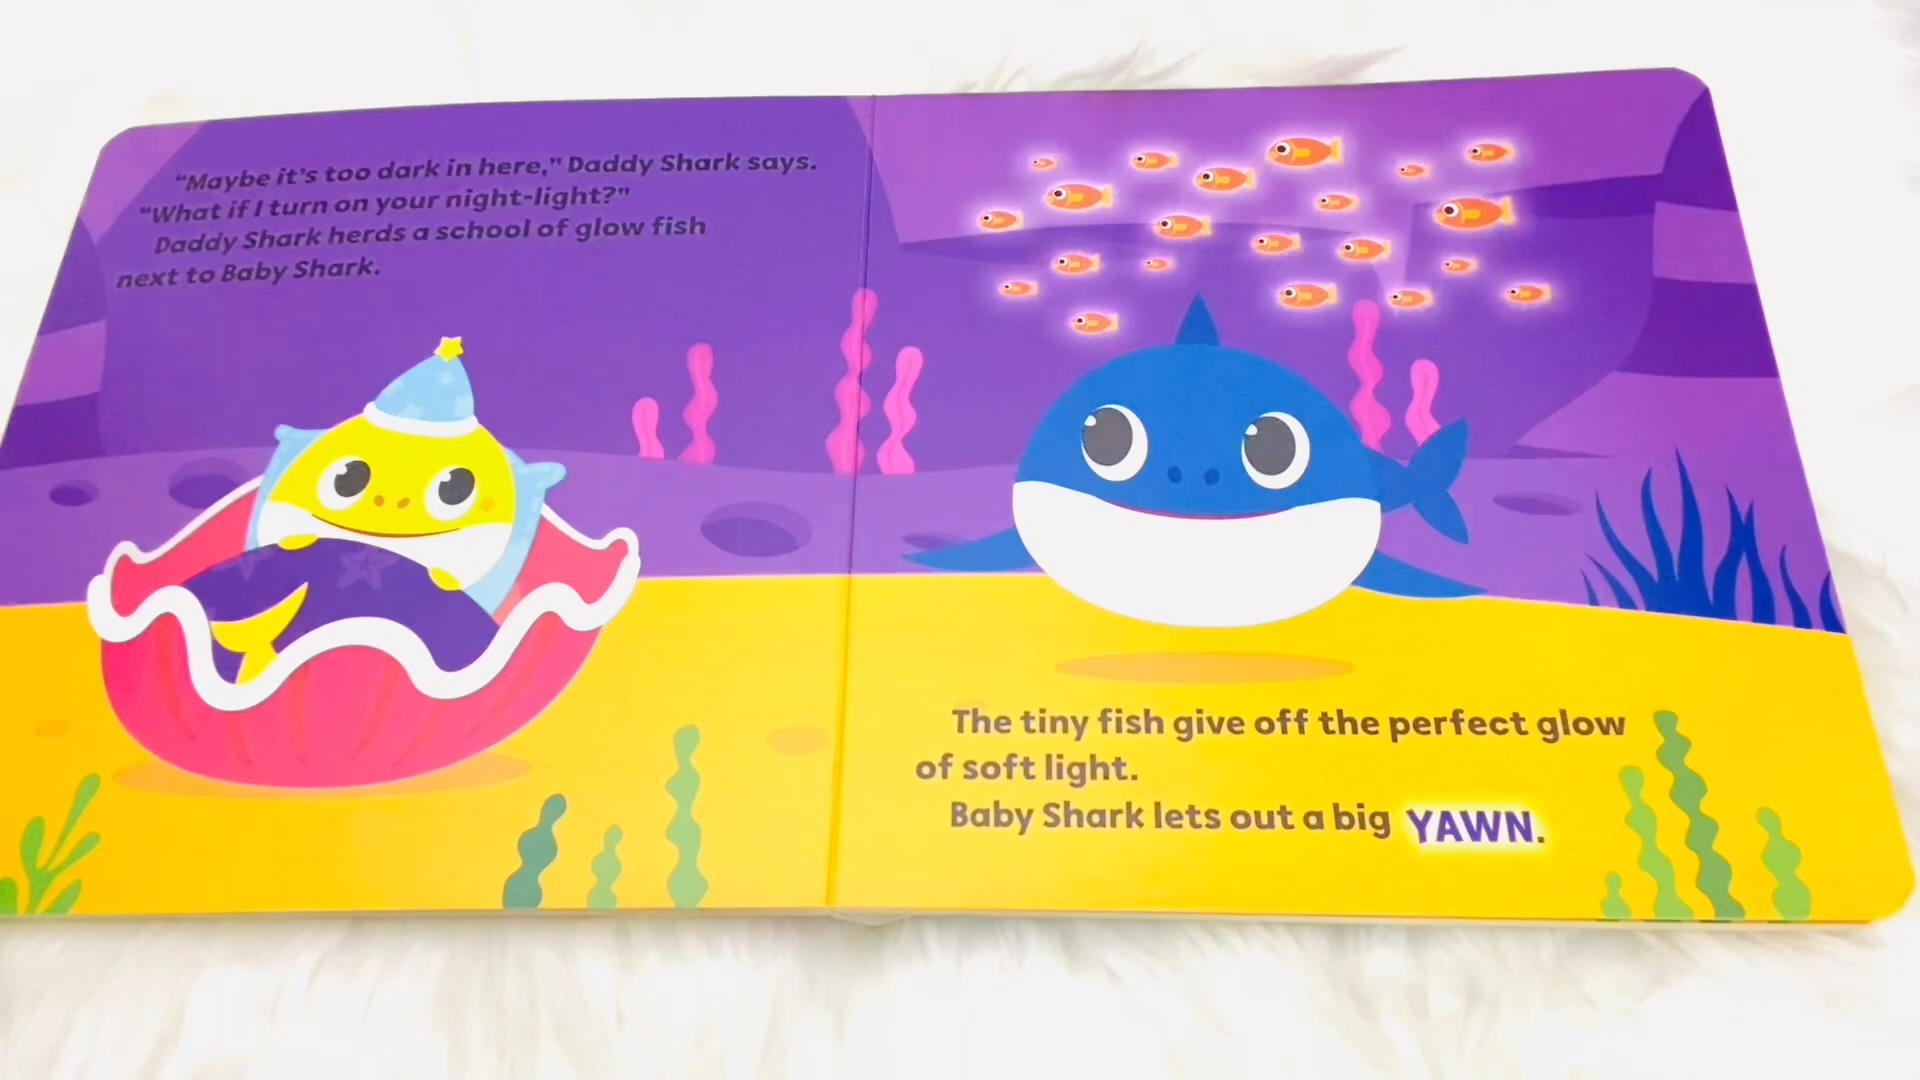 "Maybe it's too dark in here," Daddy Shark says.
"What if I turn on your night-light?"
Daddy Shark herds a school of glow fish
next to Baby Shark.
The tiny fish give off the perfect glow
of soft light.
Baby Shark lets out a big YAWN.